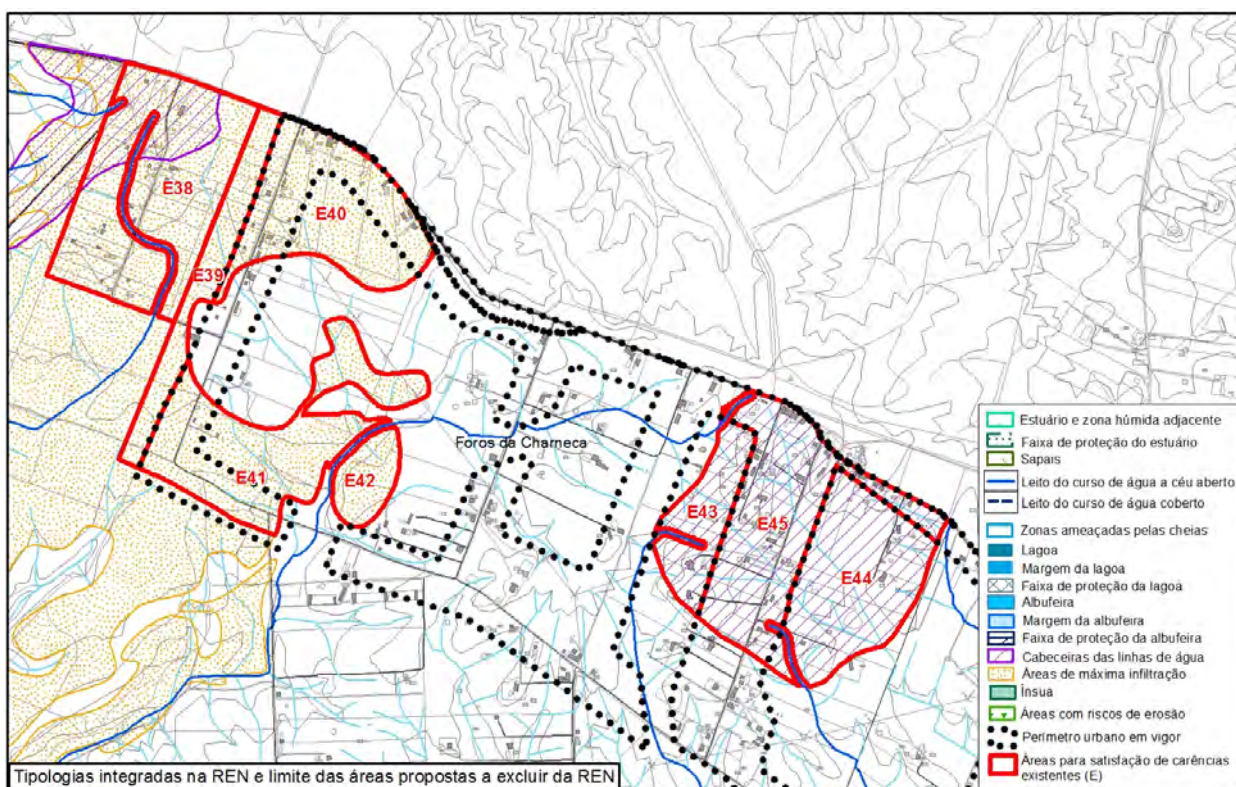 E38
E40
E39
E41
E42
Foros da Charneca
E43
E45
E44
Estuário e zona húmida adjacente
Faixa de proteção do estuário
Sapais
Leito do curso de água a céu aberto
Leito do curso de água coberto
Zonas ameaçadas pelas cheias
Lagoa
Margem da lagoa
Faixa de proteção da lagoa
Albufeira
Margem da albufeira
Faixa de proteção da albufeira
Cabeceiras das linhas de água
Áreas de máxima infiltração
Ínsua
Áreas com riscos de erosão
Perímetro urbano em vigor
Áreas para satisfação de carências
existentes (E)
Tipologias integradas na REN e limite das áreas propostas a excluir da REN